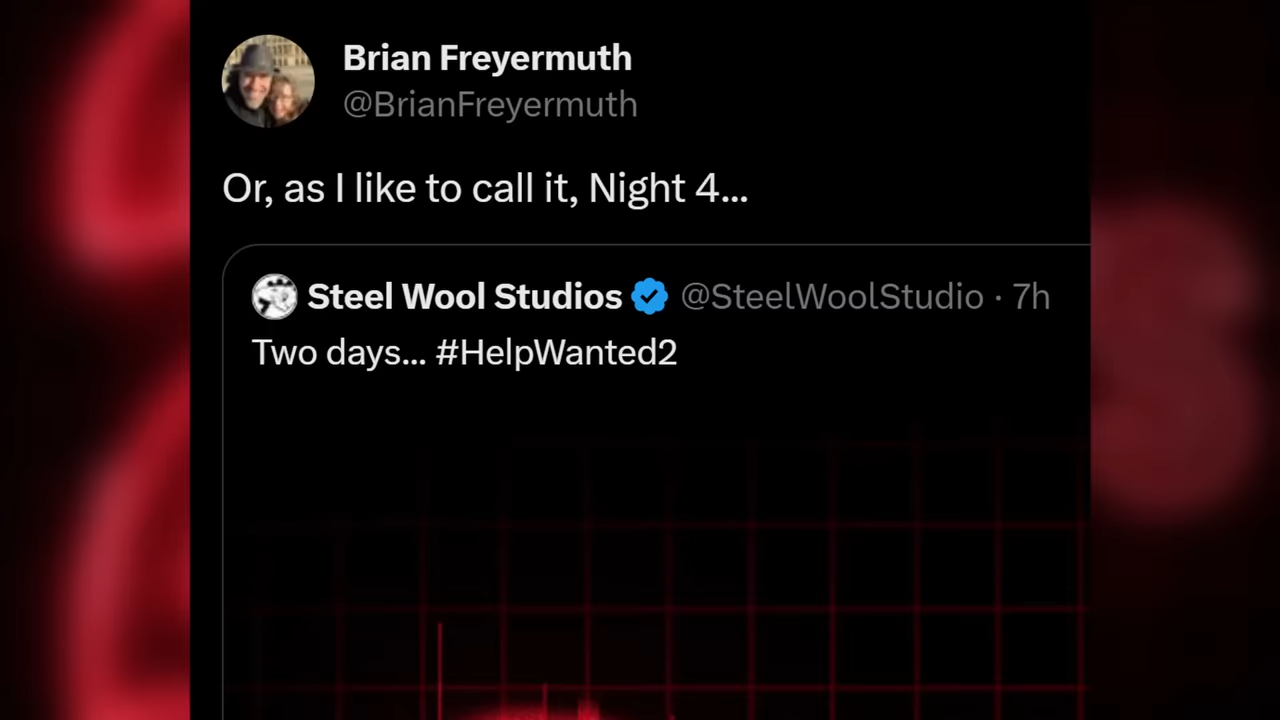 Brian Freyermuth
@BrianFreyermuth
Or, as I like to call it, Night 4...
Steel Wool Studios @SteelWoolStudio · 7h
Two days... #HelpWanted2